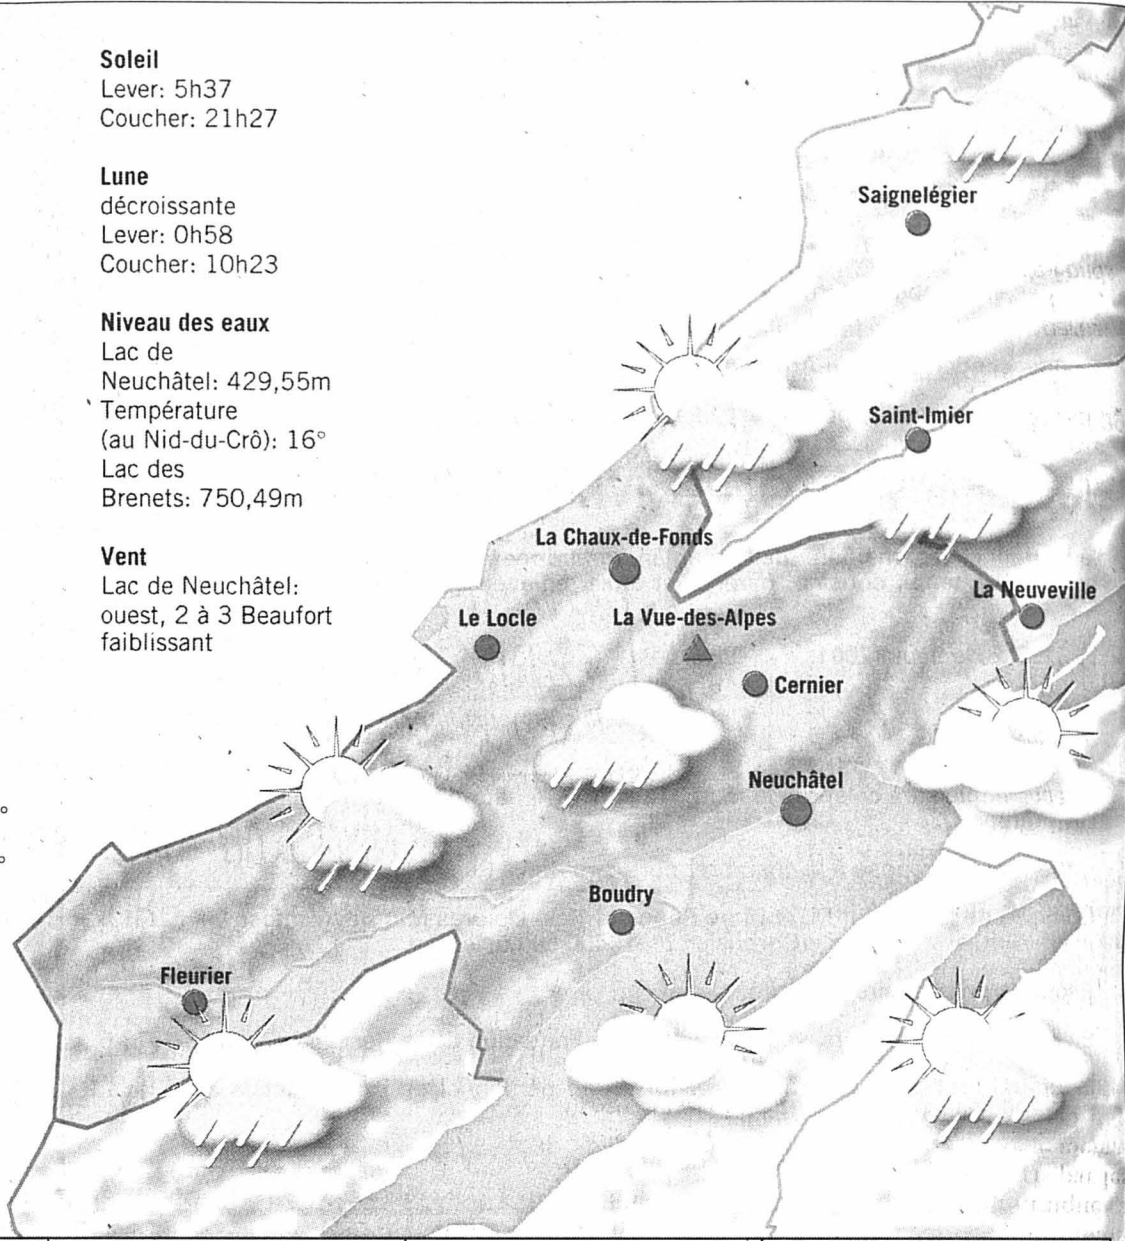 Soleil
Lever: 5h37
Coucher: 21h27
Lune
décroissante
Lever: 0h58
Coucher: 10h23
Niveau des eaux
Lac de
Neuchâtel: 429,55m
Température
(au Nid-du-Crô): 16°
Lac des
Brenets: 750,49m
Vent
Lac de Neuchâtel:
ouest, 2 à 3 Beaufort
faiblissant
Saignelégier
Saint-Imier
La Chaux-de-Fonds
La Neuveville
Le Locle
La Vue-des-Alpes
Cernier
Neuchâtel
Boudry
Fleurier